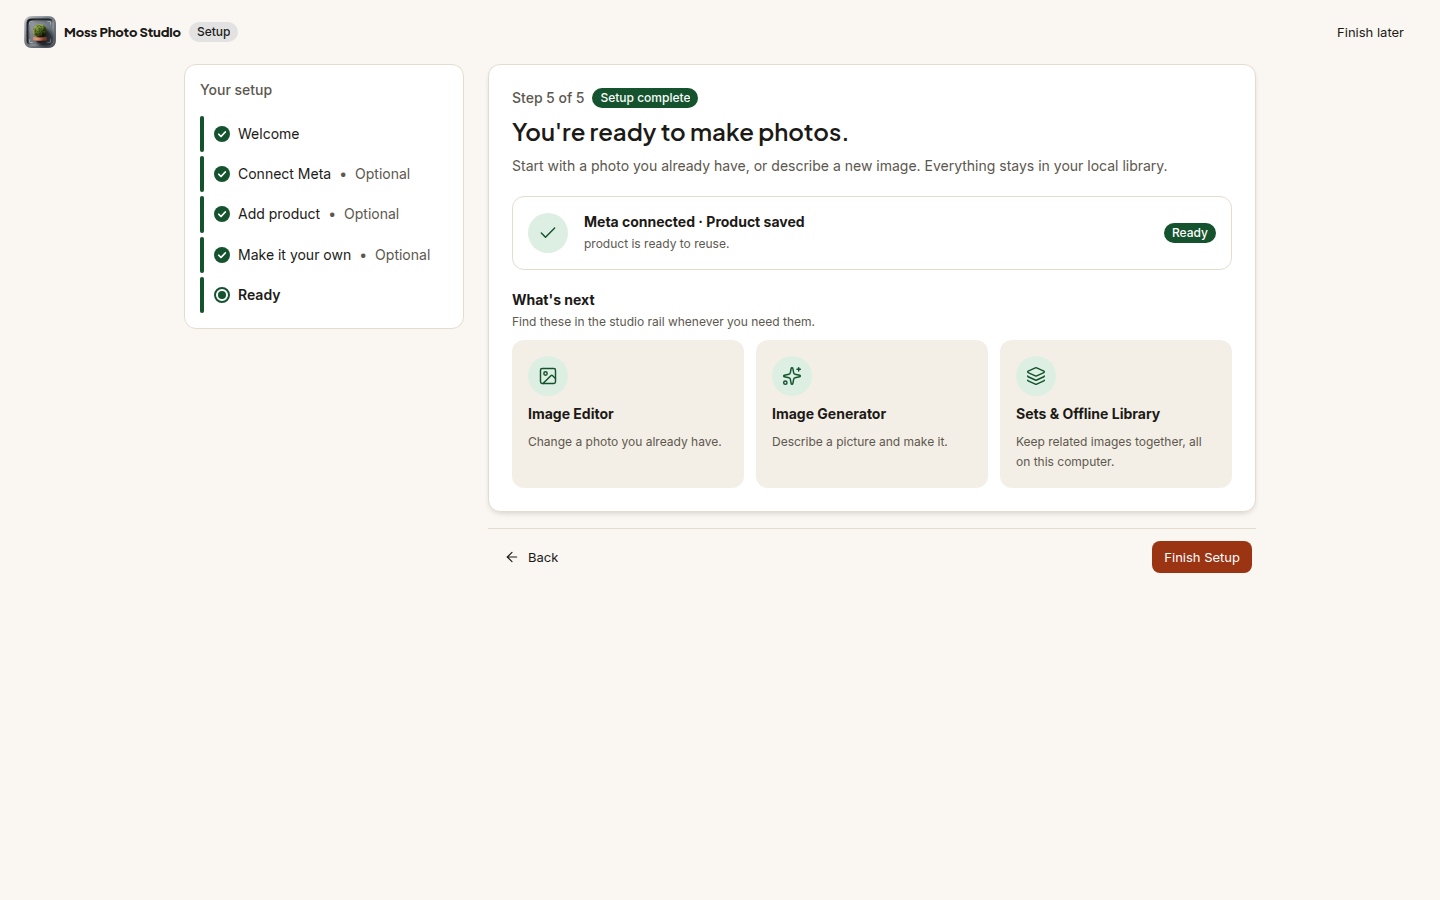 Moss Photo Studio
Setup
Finish later
Your setup
Welcome
Connect Meta • Optional
Add product • Optional
Make it your own • Optional
Ready
Step 5 of 5
Setup complete
You're ready to make photos.
Start with a photo you already have, or describe a new image. Everything stays in your local library.
Meta connected · Product saved
product is ready to reuse.
Ready
What's next
Find these in the studio rail whenever you need them.
Image Editor
Change a photo you already have.
Image Generator
Describe a picture and make it.
Sets & Offline Library
Keep related images together, all
on this computer.
Back
Finish Setup